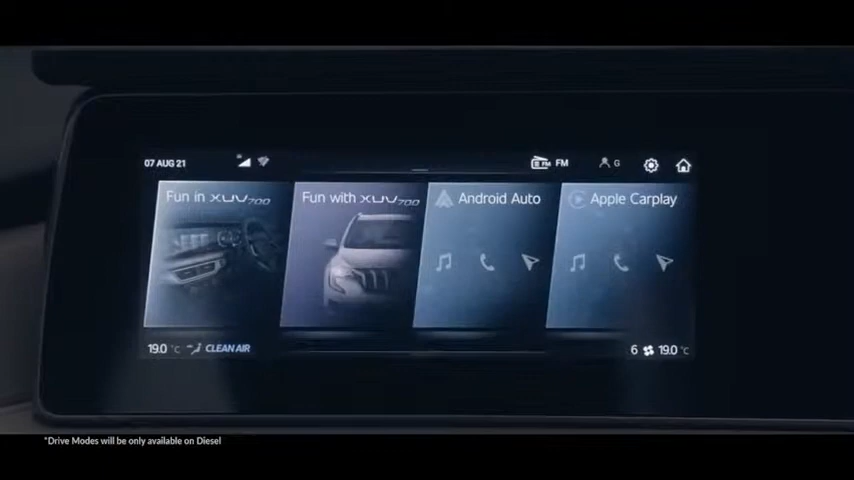 07 AUG 21 FM G
Fun in XUV700 Fun with XUV700 Android Auto Apple Carplay
19.0 °C CLEAN AIR 6 19.0 °C
*Drive Modes will be only available on Diesel